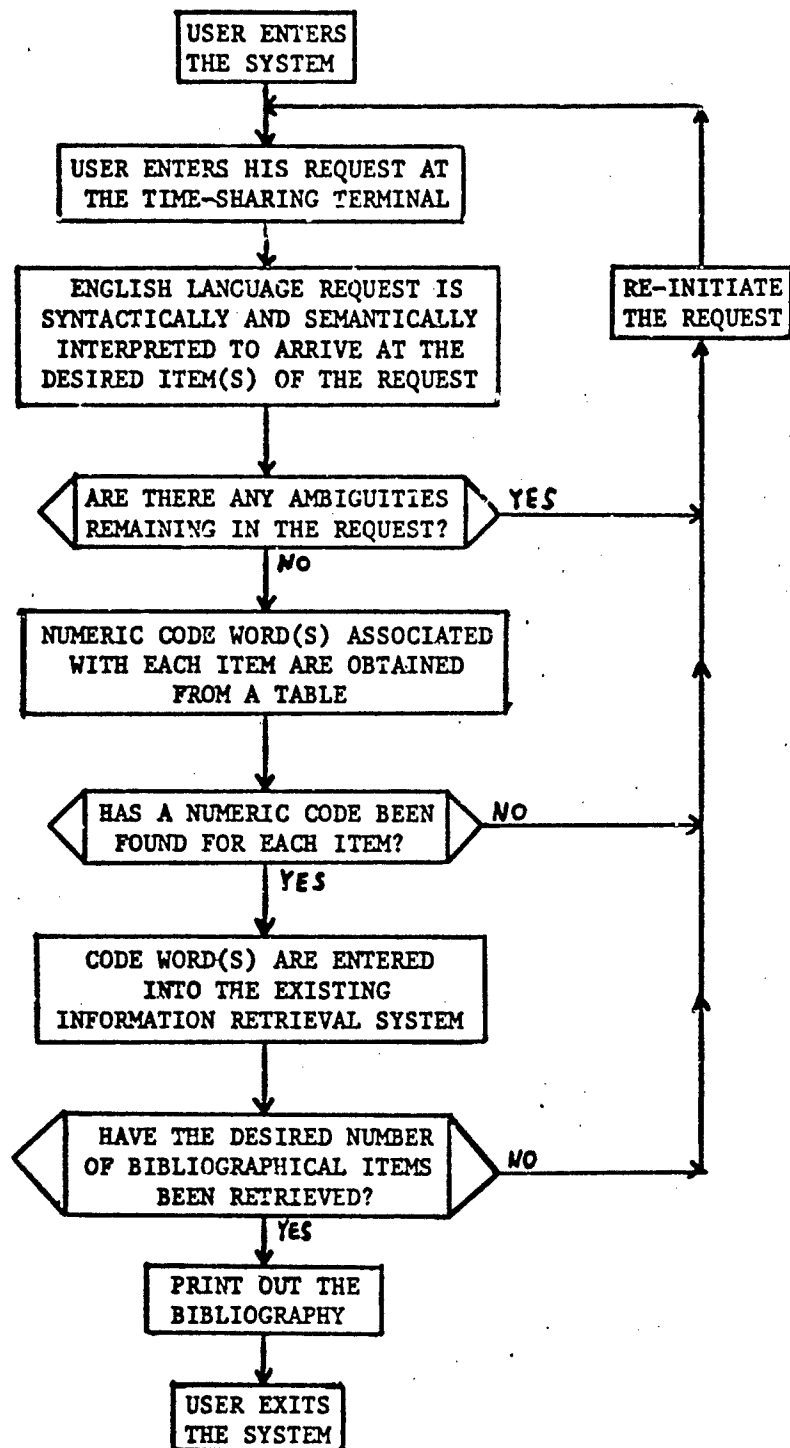 USER ENTERS
THE SYSTEM
USER ENTERS HIS REQUEST AT
THE TIME-SHARING TERMINAL
ENGLISH LANGUAGE REQUEST IS
SYNTACTICALLY AND SEMANTICALLY
INTERPRETED TO ARRIVE AT THE
DESIRED ITEM(S) OF THE REQUEST
RE-INITIATE
THE REQUEST
ARE THERE ANY AMBIGUITIES
REMAINING IN THE REQUEST?
YES
NO
NUMERIC CODE WORD(S) ASSOCIATED
WITH EACH ITEM ARE OBTAINED
FROM A TABLE
HAS A NUMERIC CODE BEEN
FOUND FOR EACH ITEM?
NO
YES
CODE WORD(S) ARE ENTERED
INTO THE EXISTING
INFORMATION RETRIEVAL SYSTEM
HAVE THE DESIRED NUMBER
OF BIBLIOGRAPHICAL ITEMS
BEEN RETRIEVED?
NO
YES
PRINT OUT THE
BIBLIOGRAPHY
USER EXITS
THE SYSTEM